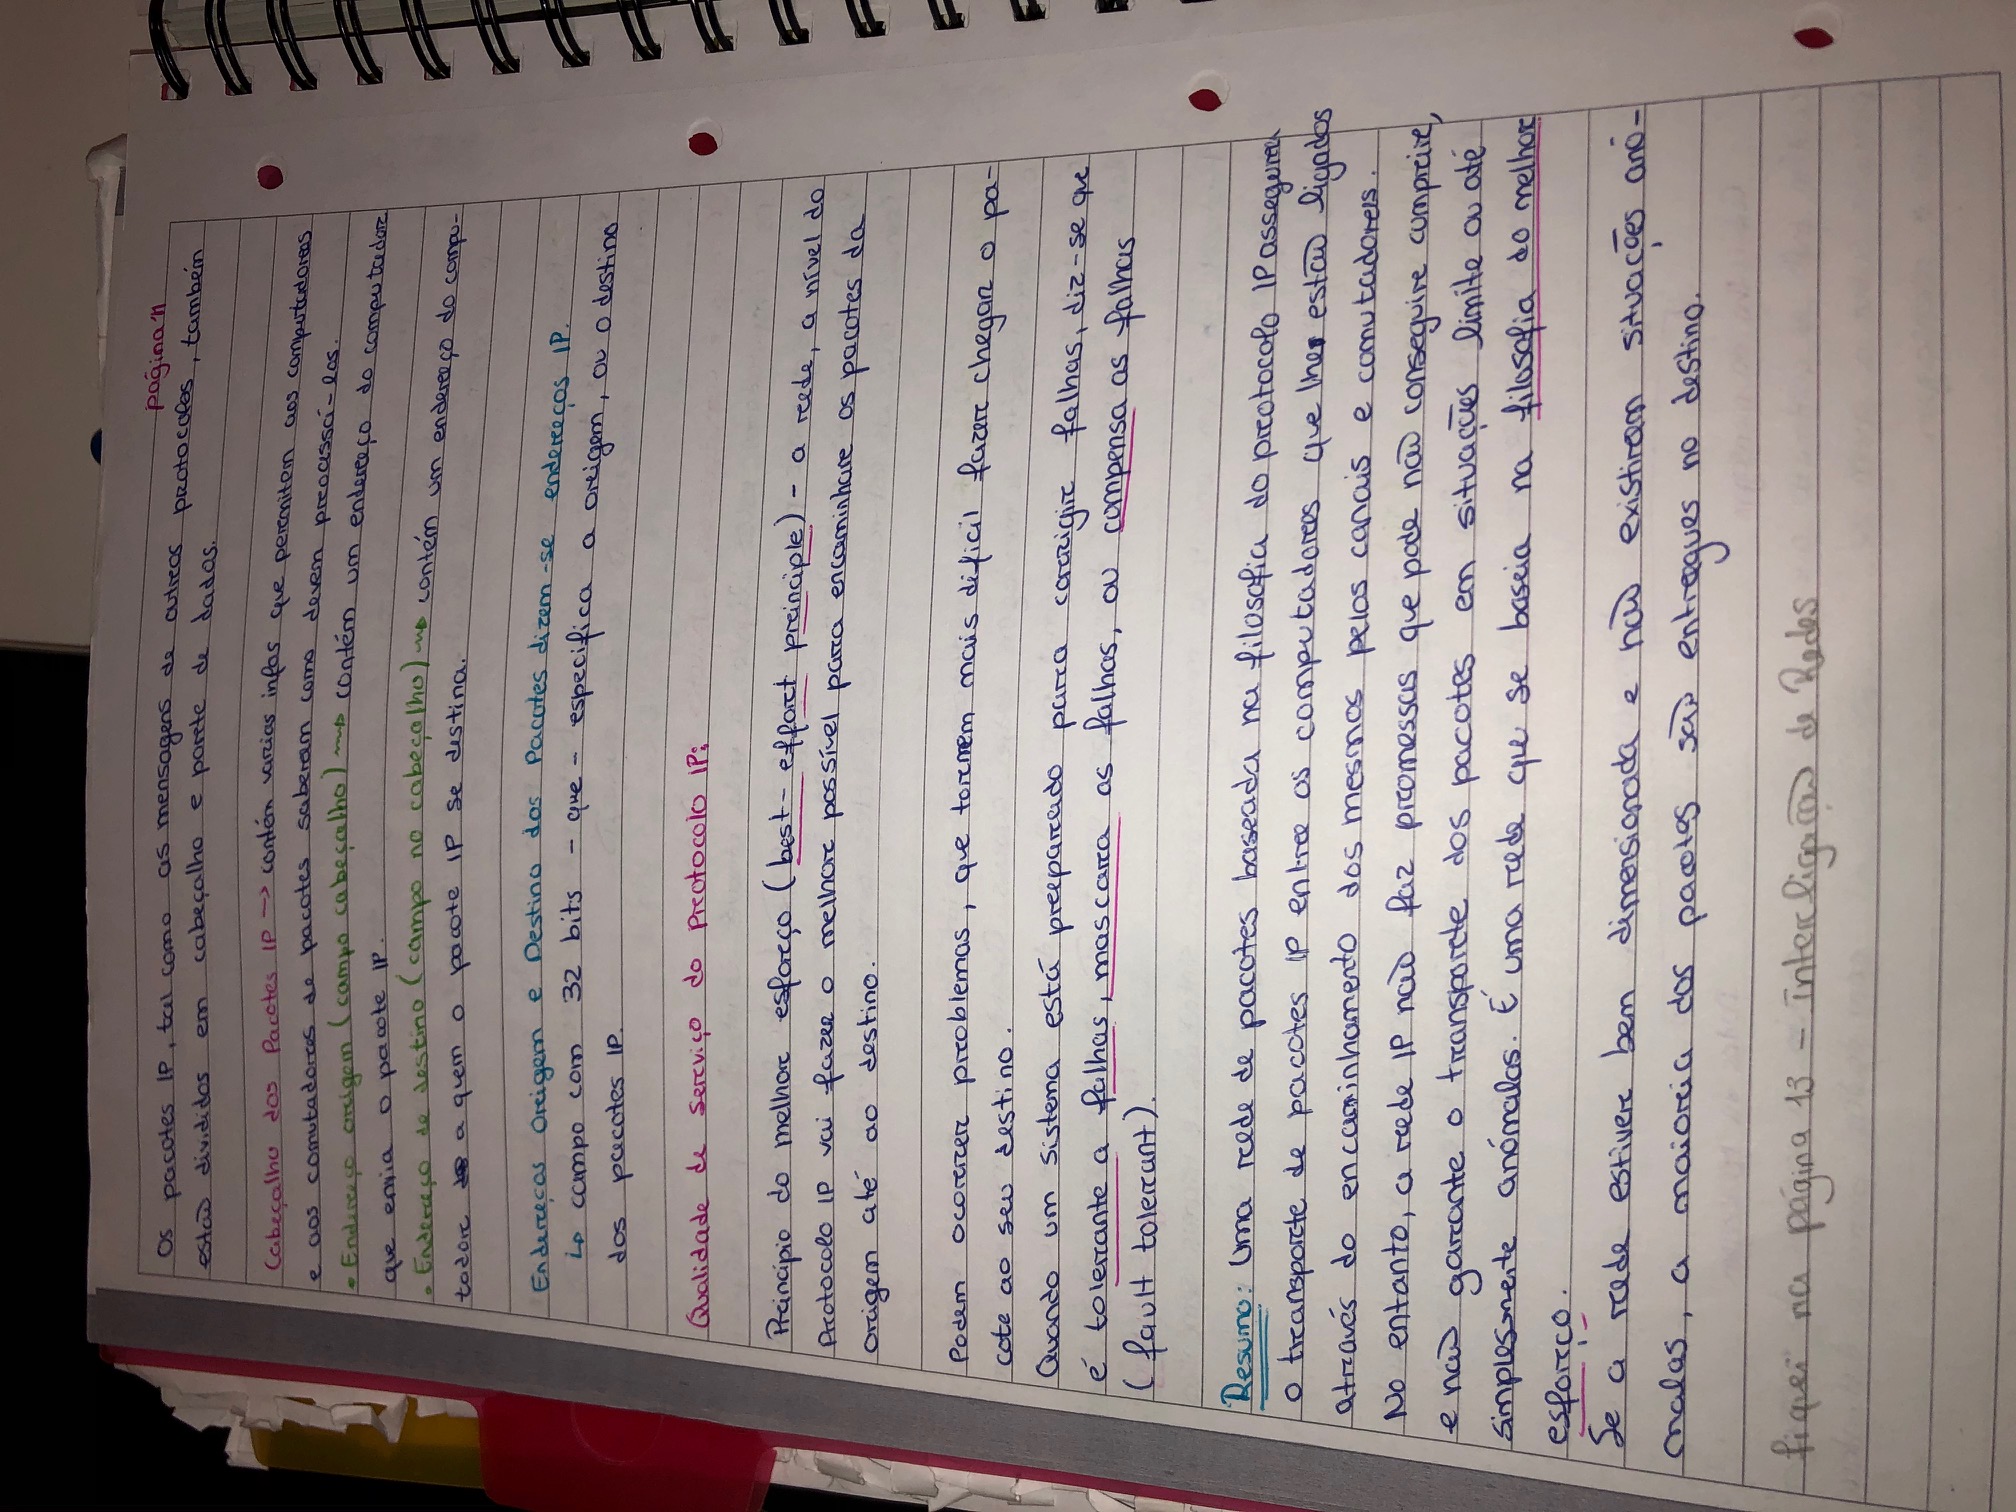 página 11
Os pacotes IP, tal como as mensagens de outros protocolos, também
estão divididos em cabeçalho e parte de dados.
Cabeçalho dos Pacotes IP → contém varias infos que permitem aos computadores
e aos comutadores de pacotes saberam como devem processá-los.
• Endereço origem (campo cabeçalho) → contém um endereço do computador
que envia o pacote IP.
• Endereço de destino (campo no cabeçalho) → contém um endereço do compu-
tador a quem o pacote IP se destina.
Endereços Origem e Destino dos Pacotes dizem-se endereços IP.
↳ campo com 32 bits - que - especifica a origem, ou o destino
dos pacotes IP.
Qualidade de serviço do Protocolo IP:
Princípio do melhor esforço (best-effort principle) - a rede, a nível do
Protocolo IP vai fazer o melhor possível para encaminhar os pacotes da
origem até ao destino.
Podem ocorrer problemas, que tornem mais dificil fazer chegar o pa-
cote ao seu destino.
Quando um sistema está preparado para corrigir falhas, diz-se que
é tolerante a falhas, mascara as falhas, ou compensa as falhas
(fault tolerant).
Resumo: Uma rede de pacotes baseada na filosofia do protocolo IP assegura
o transporte de pacotes IP entre os computadores que lhe estão ligados
através do encaminhamento dos mesmos pelos canais e comutadores.
No entanto, a rede IP não faz promessas que pode não conseguir cumprir,
e não garante o transporte dos pacotes em situações limite ou até
simplesmente anómalas. É uma rede que se baseia na filosofia do melhor
esforço.
Se a rede estiver bem dimensionada e não existiram situações anó-
malas, a maioria dos pacotes são entregues no destino.
fiquei na página 13 - interligação de Redes